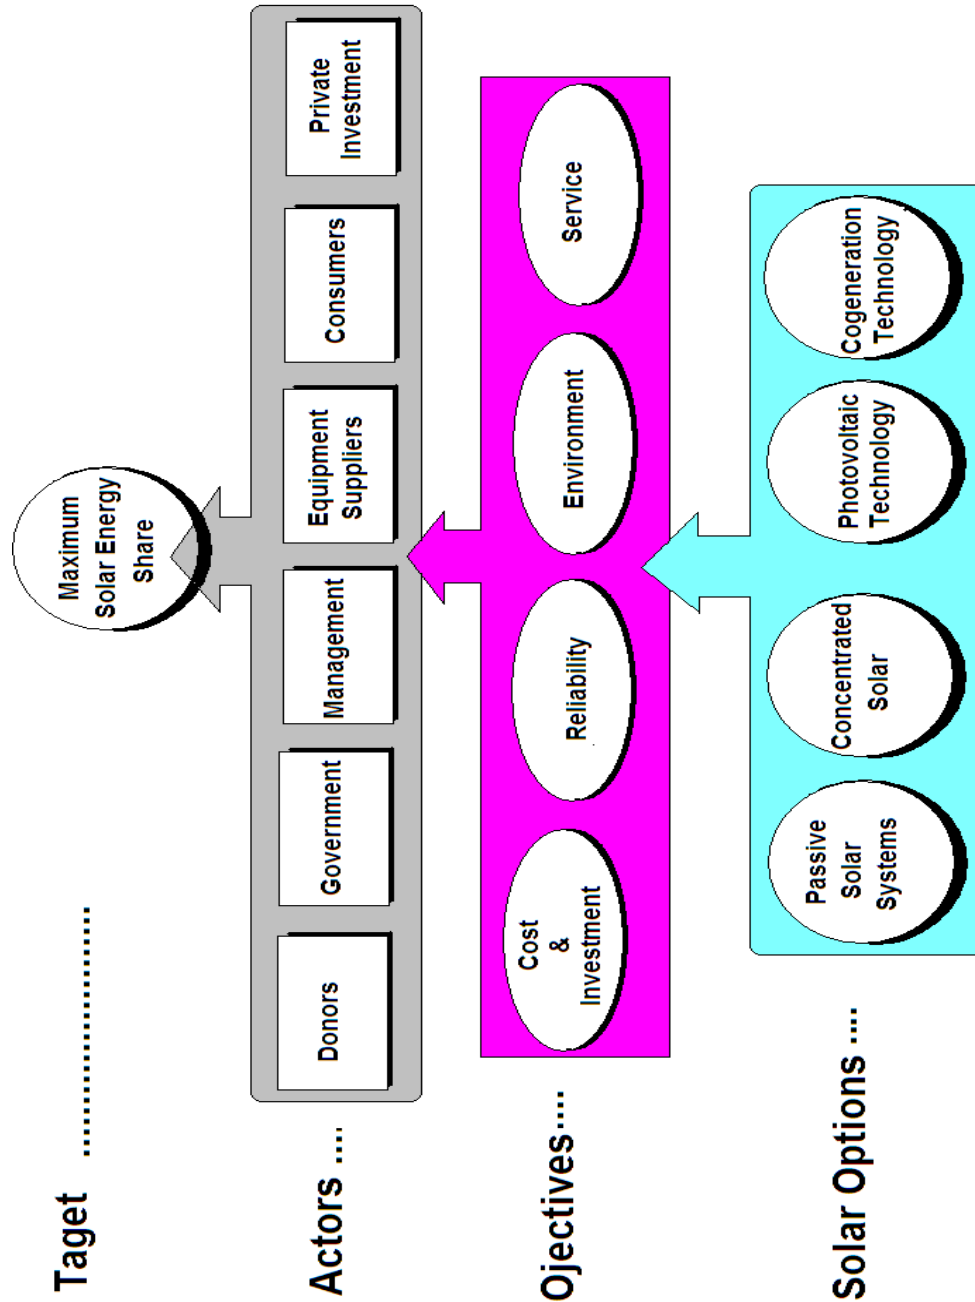 Taget ......................
Maximum
Solar Energy
Share
Actors ....
Donors
Government
Management
Equipment
Suppliers
Consumers
Private
Investment
Ojectives....
Cost
&
Investment
Reliability
Environment
Service
Solar Options ....
Passive
Solar
Systems
Concentrated
Solar
Photovoltaic
Technology
Cogeneration
Technology